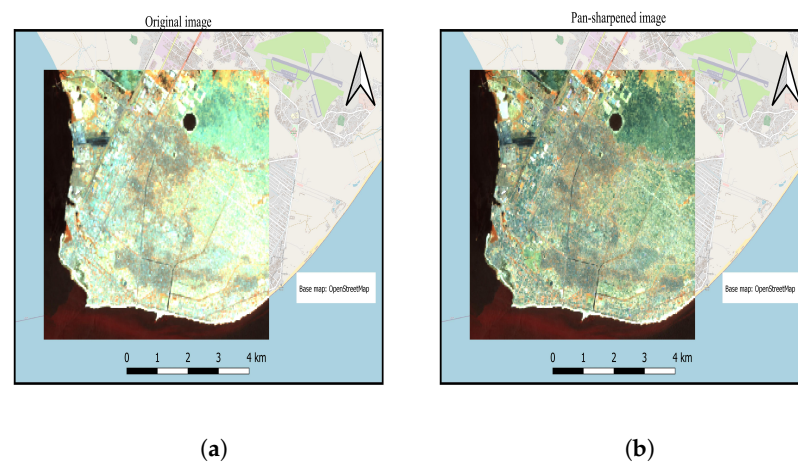 Original image
Pan-sharpened image
Base map: OpenStreetMap
Base map: OpenStreetMap
0 1 2 3 4 km
0 1 2 3 4 km
(a)
(b)